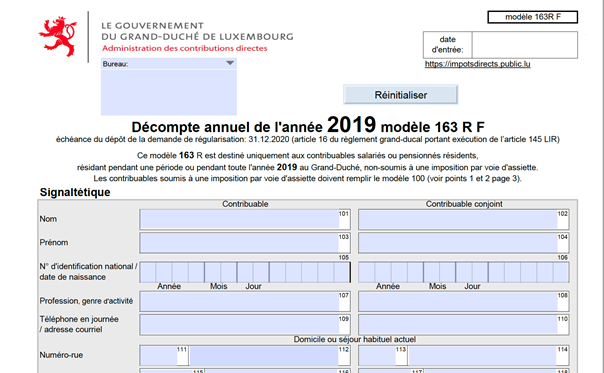 modèle 163R F
LE GOUVERNEMENT
DU GRAND-DUCHÉ DE LUXEMBOURG
Administration des contributions directes
date
d'entrée:
https://impotsdirects.public.lu
Bureau:
Réinitialiser
Décompte annuel de l'année 2019 modèle 163 R F
échéance du dépôt de la demande de régularisation: 31.12.2020 (article 16 du règlement grand-ducal portant exécution de l'article 145 LIR)
Ce modèle 163 R est destiné uniquement aux contribuables salariés ou pensionnés résidents,
résidant pendant une période ou pendant toute l'année 2019 au Grand-Duché, non-soumis à une imposition par voie d'assiette.
Les contribuables soumis à une imposition par voie d'assiette doivent remplir le modèle 100 (voir points 1 et 2 page 3).
Signaltétique
Contribuable Contribuable conjoint
Nom 101 102
Prénom 103 104
N° d'identification national / 105 106
date de naissance
Année Mois Jour Année Mois Jour
Profession, genre d'activité 107 108
Téléphone en journée 109 110
/ adresse courriel
Domicile ou séjour habituel actuel
Numéro-rue 111 112 113 114
115 116 117 118